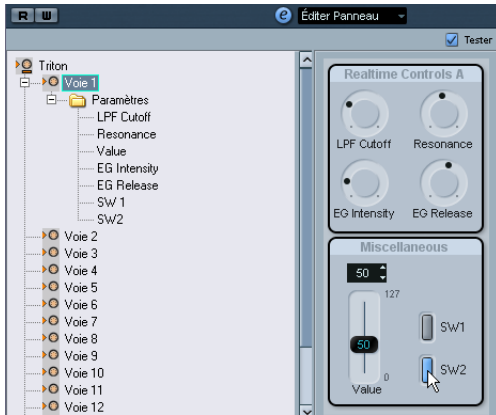 R W e Éditer Panneau
Tester
Triton
Voie 1
Paramètres
LPF Cutoff
Resonance
Value
EG Intensity
EG Release
SW 1
SW2
Voie 2
Voie 3
Voie 4
Voie 5
Voie 6
Voie 7
Voie 8
Voie 9
Voie 10
Voie 11
Voie 12
Realtime Controls A
LPF Cutoff Resonance
EG Intensity EG Release
Miscellaneous
50
127
50
0
Value
SW1
SW2